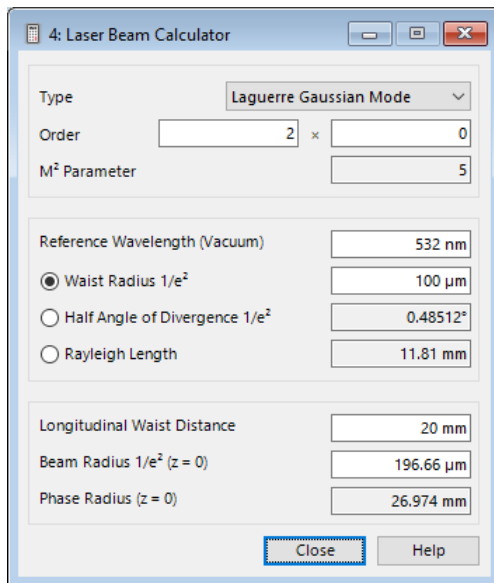 4: Laser Beam Calculator
Type Laguerre Gaussian Mode
Order 2 × 0
M² Parameter 5
Reference Wavelength (Vacuum) 532 nm
Waist Radius 1/e² 100 µm
Half Angle of Divergence 1/e² 0.48512°
Rayleigh Length 11.81 mm
Longitudinal Waist Distance 20 mm
Beam Radius 1/e² (z = 0) 196.66 µm
Phase Radius (z = 0) 26.974 mm
Close Help